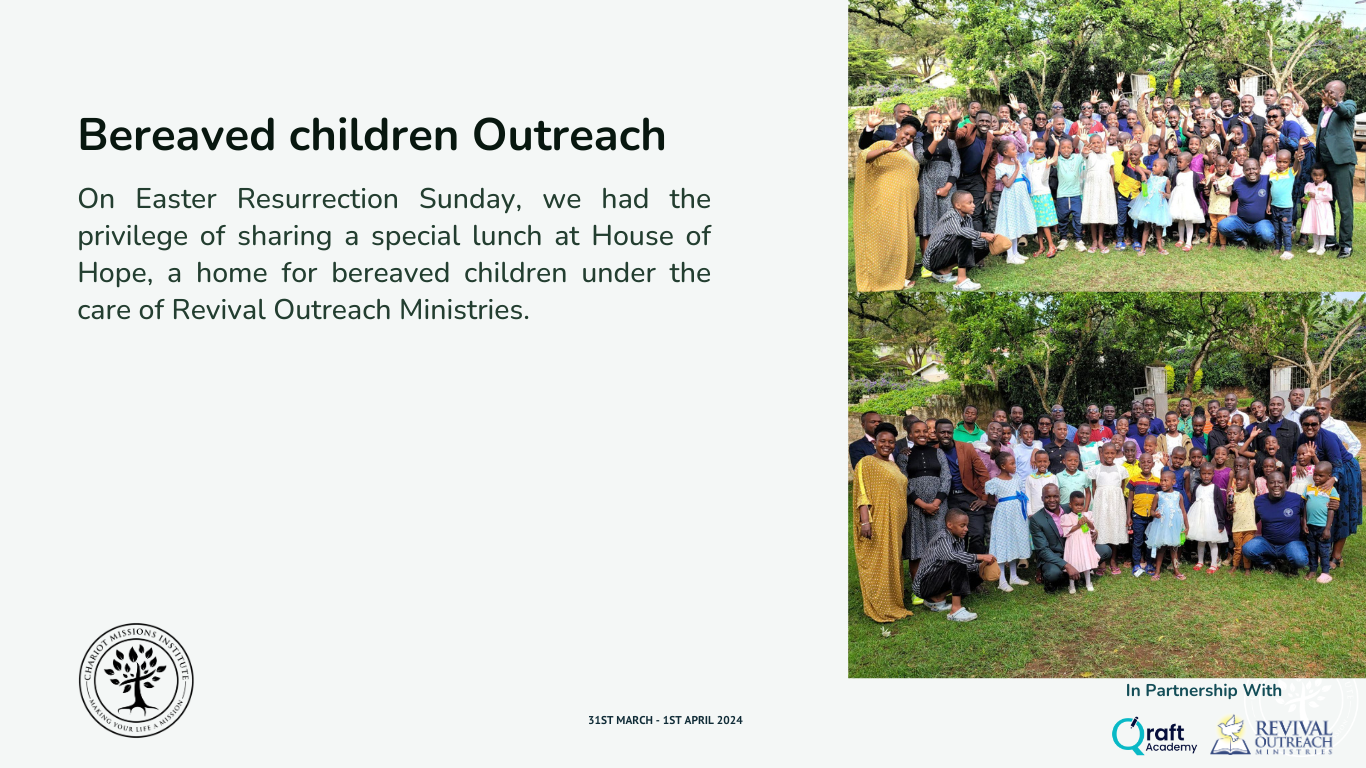 Bereaved children Outreach
On Easter Resurrection Sunday, we had the
privilege of sharing a special lunch at House of
Hope, a home for bereaved children under the
care of Revival Outreach Ministries.
CHARIOT MISSIONS INSTITUTE
MAKING YOUR LIFE A MISSION
31ST MARCH - 1ST APRIL 2024
In Partnership With
Qraft
Academy
REVIVAL
OUTREACH
MINISTRIES